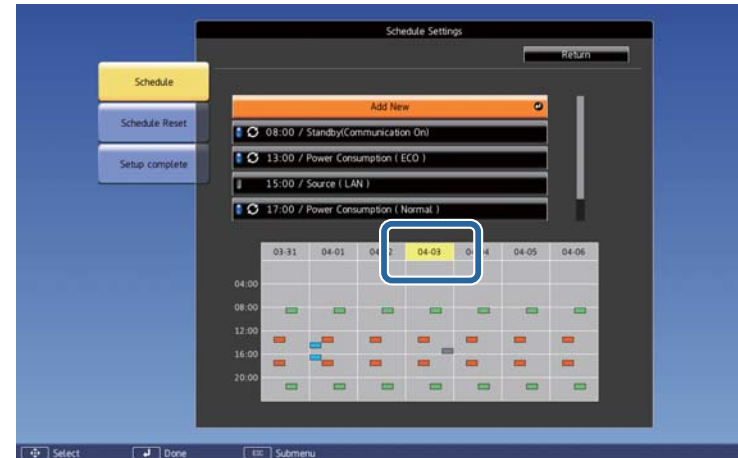 Schedule Settings
Return
Schedule
Schedule Reset
Setup complete
Add New
08:00 / Standby(Communication On)
13:00 / Power Consumption ( ECO )
15:00 / Source ( LAN )
17:00 / Power Consumption ( Normal )
03-31 04-01 04-03 04-05 04-06
04:00
08:00
12:00
16:00
20:00
Select Done Esc Submenu